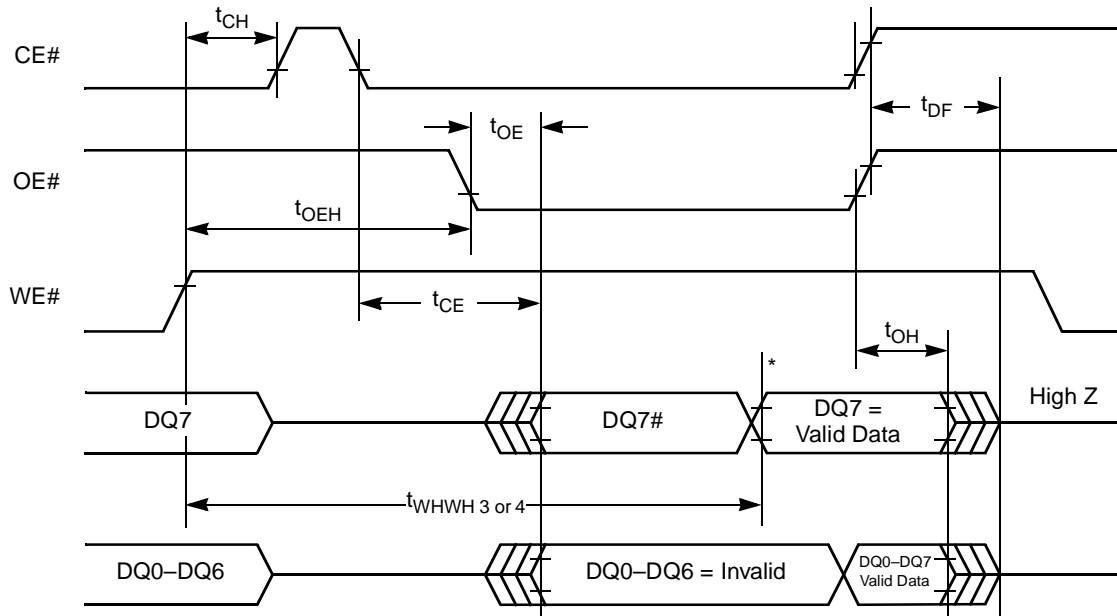 tCH
CE#
tDF
tOE
OE#
tOEH
WE#
tCE
tOH
*
DQ7
DQ7#
DQ7 =
Valid Data
High Z
tWHWH 3 or 4
DQ0–DQ6
DQ0–DQ6 = Invalid
DQ0–DQ7
Valid Data